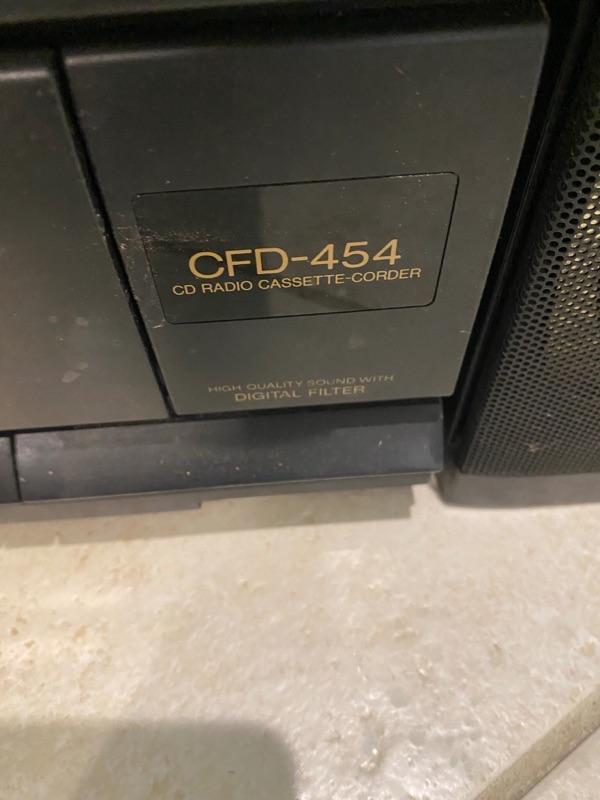 CFD-454
CD RADIO CASSETTE-CORDER
HIGH QUALITY SOUND WITH
DIGITAL FILTER